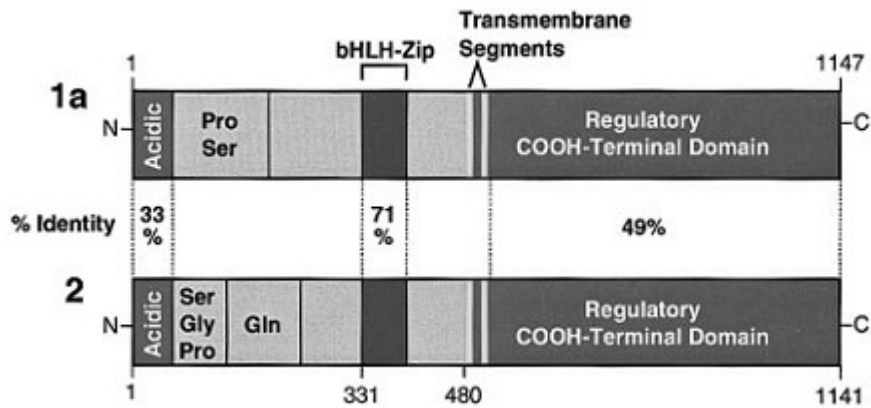 Transmembrane
Segments
bHLH-Zip
1
1147
1a
N
Acidic
Pro
Ser
Regulatory
COOH-Terminal Domain
C
% Identity
33
%
71
%
49%
2
N
Acidic
Ser
Gly
Pro
Gln
Regulatory
COOH-Terminal Domain
C
1
331
480
1141